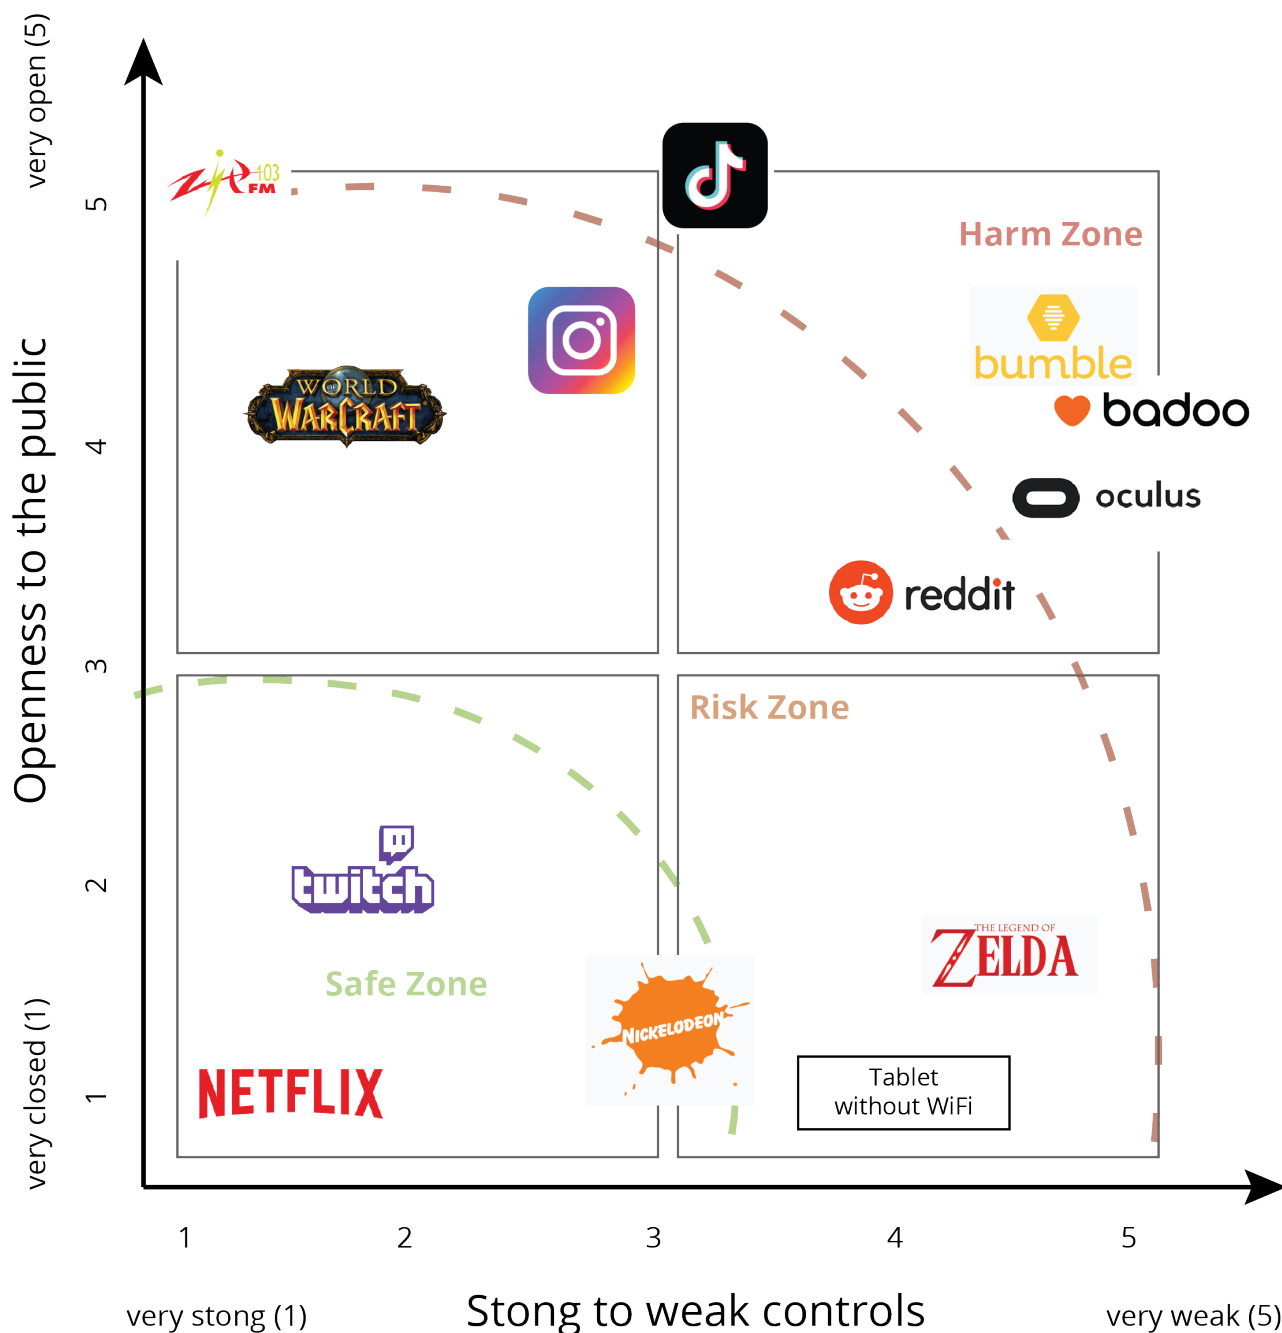 very open (5)
5
4
3
2
1
Openness to the public
very closed (1)
ZIP 103
FM
Harm Zone
bumble
badoo
WORLD OF
WARCRAFT
oculus
reddit
Risk Zone
twitch
THE LEGEND OF
ZELDA
Safe Zone
NICKELODEON
NETFLIX
Tablet
without WiFi
1 2 3 4 5
very stong (1)
Stong to weak controls
very weak (5)